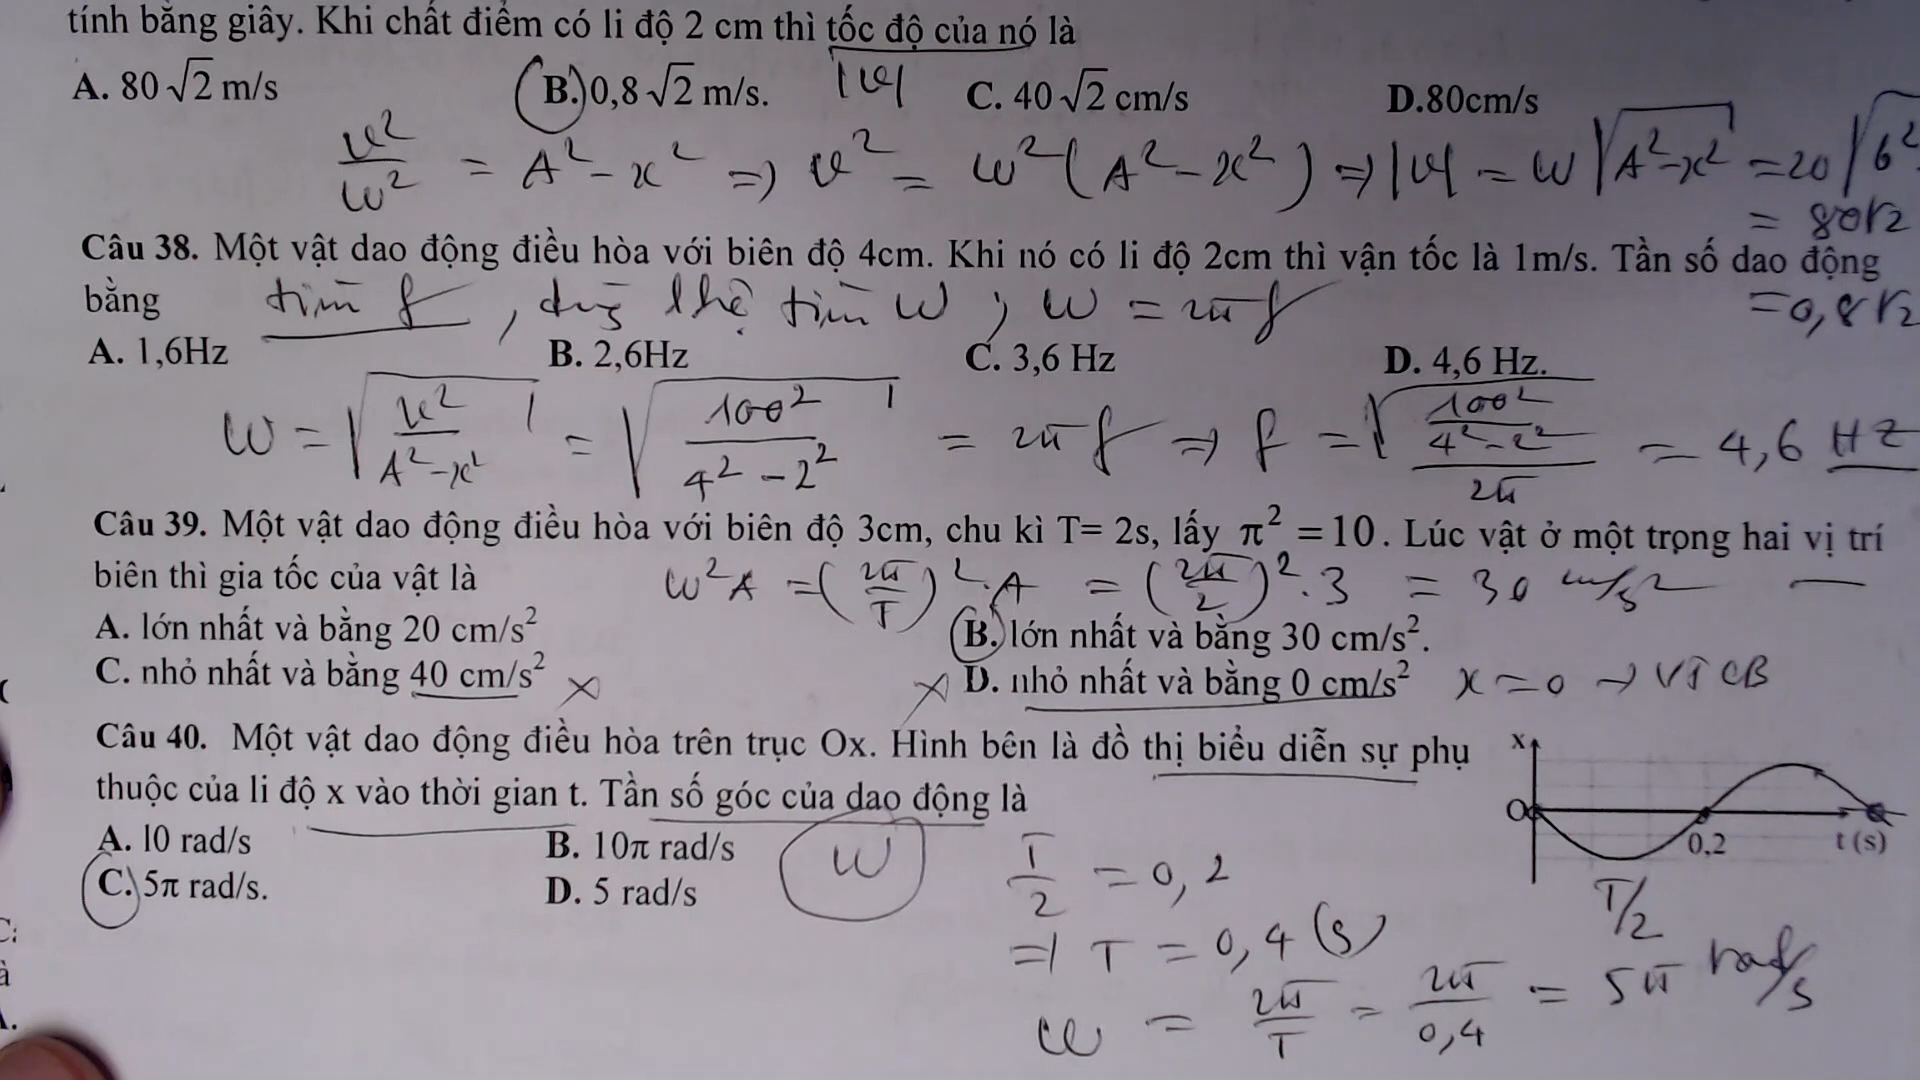 tính bằng giây. Khi chất điểm có li độ 2 cm thì tốc độ của nó là
A. 80√2 m/s B. 0,8√2 m/s. |v| C. 40√2 cm/s D.80cm/s
v²/ω² = A² - x² => v² = ω²(A² - x²) => |v| = ω√(A²-x²) = 20√6²
= 80√2
Câu 38. Một vật dao động điều hòa với biên độ 4cm. Khi nó có li độ 2cm thì vận tốc là 1m/s. Tần số dao động
bằng tìm f, tìm ω ; ω = 2πf
= 0,8√2
A. 1,6Hz B. 2,6Hz C. 3,6 Hz D. 4,6 Hz.
ω = √(v²/(A²-x²)) = √(100²/(4²-2²)) = 2πf => f = √(100²/(4²-2²))/2π = 4,6 HZ
Câu 39. Một vật dao động điều hòa với biên độ 3cm, chu kì T= 2s, lấy π² = 10. Lúc vật ở một trong hai vị trí
biên thì gia tốc của vật là ω²A = (2π/T)².A = (2π/2)².3 = 30 cm/s²
A. lớn nhất và bằng 20 cm/s² B. lớn nhất và bằng 30 cm/s².
C. nhỏ nhất và bằng 40 cm/s² D. nhỏ nhất và bằng 0 cm/s² x = 0 → VTCB
Câu 40. Một vật dao động điều hòa trên trục Ox. Hình bên là đồ thị biểu diễn sự phụ
thuộc của li độ x vào thời gian t. Tần số góc của dao động là
A. 10 rad/s B. 10π rad/s ω
C. 5π rad/s. D. 5 rad/s
x
O
0,2
t (s)
T/2
T/2 = 0,2
=> T = 0,4 (s)
ω = 2π/T = 2π/0,4 = 5π rad/s